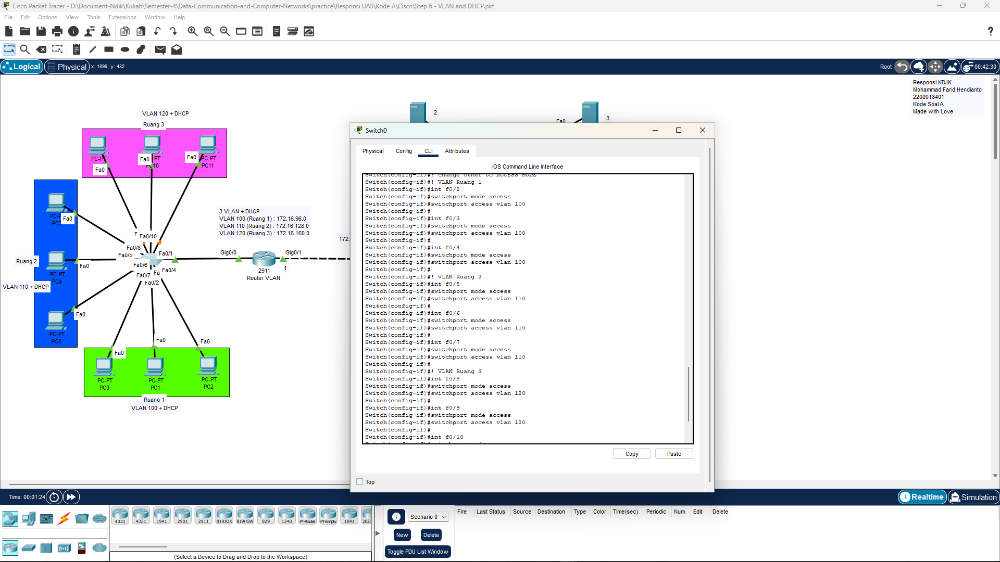 Cisco Packet Tracer - D:\Document-Ndik\Kuliah\Semester-4\Data-Communication-and-Computer-Networks\practice\Responsi UAS\Kode A\Cisco\Step 6 - VLAN and DHCP.pkt
File Edit Options View Tools Extensions Window Help
Logical Physical x: 1899, y: 432
Root 00:42:30
Responsi KDJK
Mohammad Farid Hendianto
2200018401
Kode Soal A
Made with Love
VLAN 120 + DHCP
Ruang 3
2
3
Fa0
PC-PT
Fa0
Fa0
-PT
10
Fa0
PC-PT
PC11
Fa0
Ruang 2
PC-PT
PC4
Fa0
VLAN 110 + DHCP
Fa0
PC-PT
PC5
3 VLAN + DHCP
VLAN 100 (Ruang 1) : 172.16.96.0
VLAN 110 (Ruang 2) : 172.16.128.0
VLAN 120 (Ruang 3) : 172.16.160.0
172.
F
Fa0/10
Fa0/8
Fa0/5
Fa0/1
Fa0/6
Fa
Fa0/4
Fa0/7
Fa0/2
Gig0/0
Gig0/1
2911
Router VLAN
1
Fa0
Fa0
Fa0
PC-PT
PC0
PC-PT
PC1
PC-PT
PC2
Ruang 1
VLAN 100 + DHCP
Switch0
Physical Config CLI Attributes
IOS Command Line Interface
Switch(config-if)#! change other to ACCESS MODE
Switch(config-if)#! VLAN Ruang 1
Switch(config-if)#int f0/2
Switch(config-if)#switchport mode access
Switch(config-if)#switchport access vlan 100
Switch(config-if)#
Switch(config-if)#int f0/3
Switch(config-if)#switchport mode access
Switch(config-if)#switchport access vlan 100
Switch(config-if)#
Switch(config-if)#int f0/4
Switch(config-if)#switchport mode access
Switch(config-if)#switchport access vlan 100
Switch(config-if)#
Switch(config-if)#! VLAN Ruang 2
Switch(config-if)#int f0/5
Switch(config-if)#switchport mode access
Switch(config-if)#switchport access vlan 110
Switch(config-if)#
Switch(config-if)#int f0/6
Switch(config-if)#switchport mode access
Switch(config-if)#switchport access vlan 110
Switch(config-if)#
Switch(config-if)#int f0/7
Switch(config-if)#switchport mode access
Switch(config-if)#switchport access vlan 110
Switch(config-if)#
Switch(config-if)#! VLAN Ruang 3
Switch(config-if)#int f0/8
Switch(config-if)#switchport mode access
Switch(config-if)#switchport access vlan 120
Switch(config-if)#
Switch(config-if)#int f0/9
Switch(config-if)#switchport mode access
Switch(config-if)#switchport access vlan 120
Switch(config-if)#
Switch(config-if)#int f0/10
Copy Paste
Top
Time: 00:01:24
Realtime Simulation
4331 4321 1941 2901 2911 819IOX 819HGW 829 1240 PT-Router PT-Empty 1841 2620
(Select a Device to Drag and Drop to the Workspace)
Scenario 0
New Delete
Toggle PDU List Window
Fire Last Status Source Destination Type Color Time(sec) Periodic Num Edit Delete